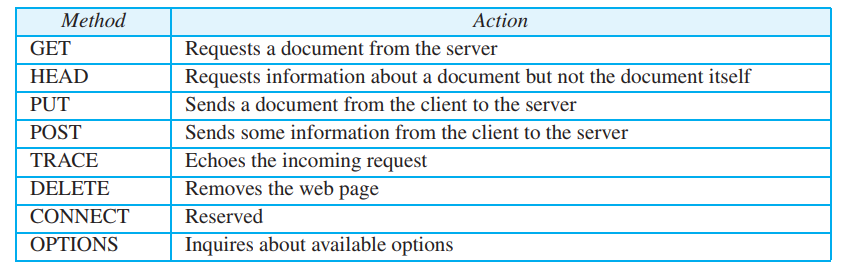 Method Action
GET Requests a document from the server
HEAD Requests information about a document but not the document itself
PUT Sends a document from the client to the server
POST Sends some information from the client to the server
TRACE Echoes the incoming request
DELETE Removes the web page
CONNECT Reserved
OPTIONS Inquires about available options